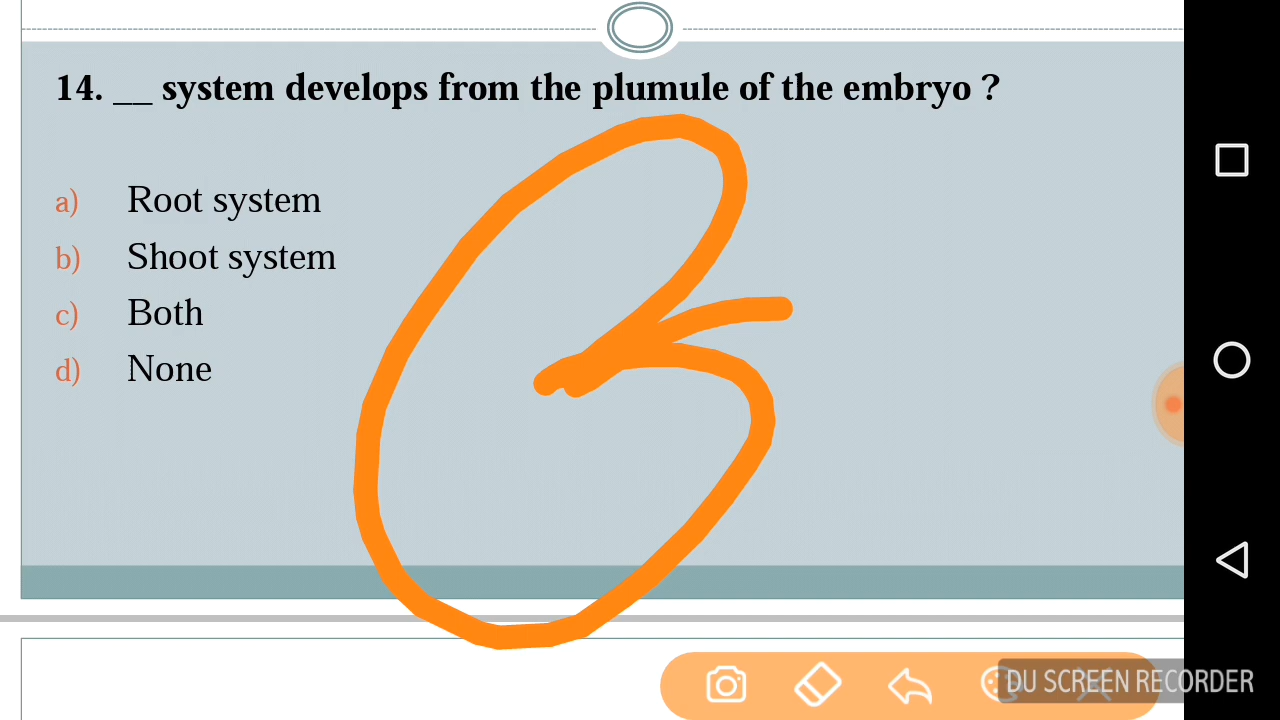 14. __ system develops from the plumule of the embryo ?
a) Root system
b) Shoot system
c) Both
d) None
DU SCREEN RECORDER